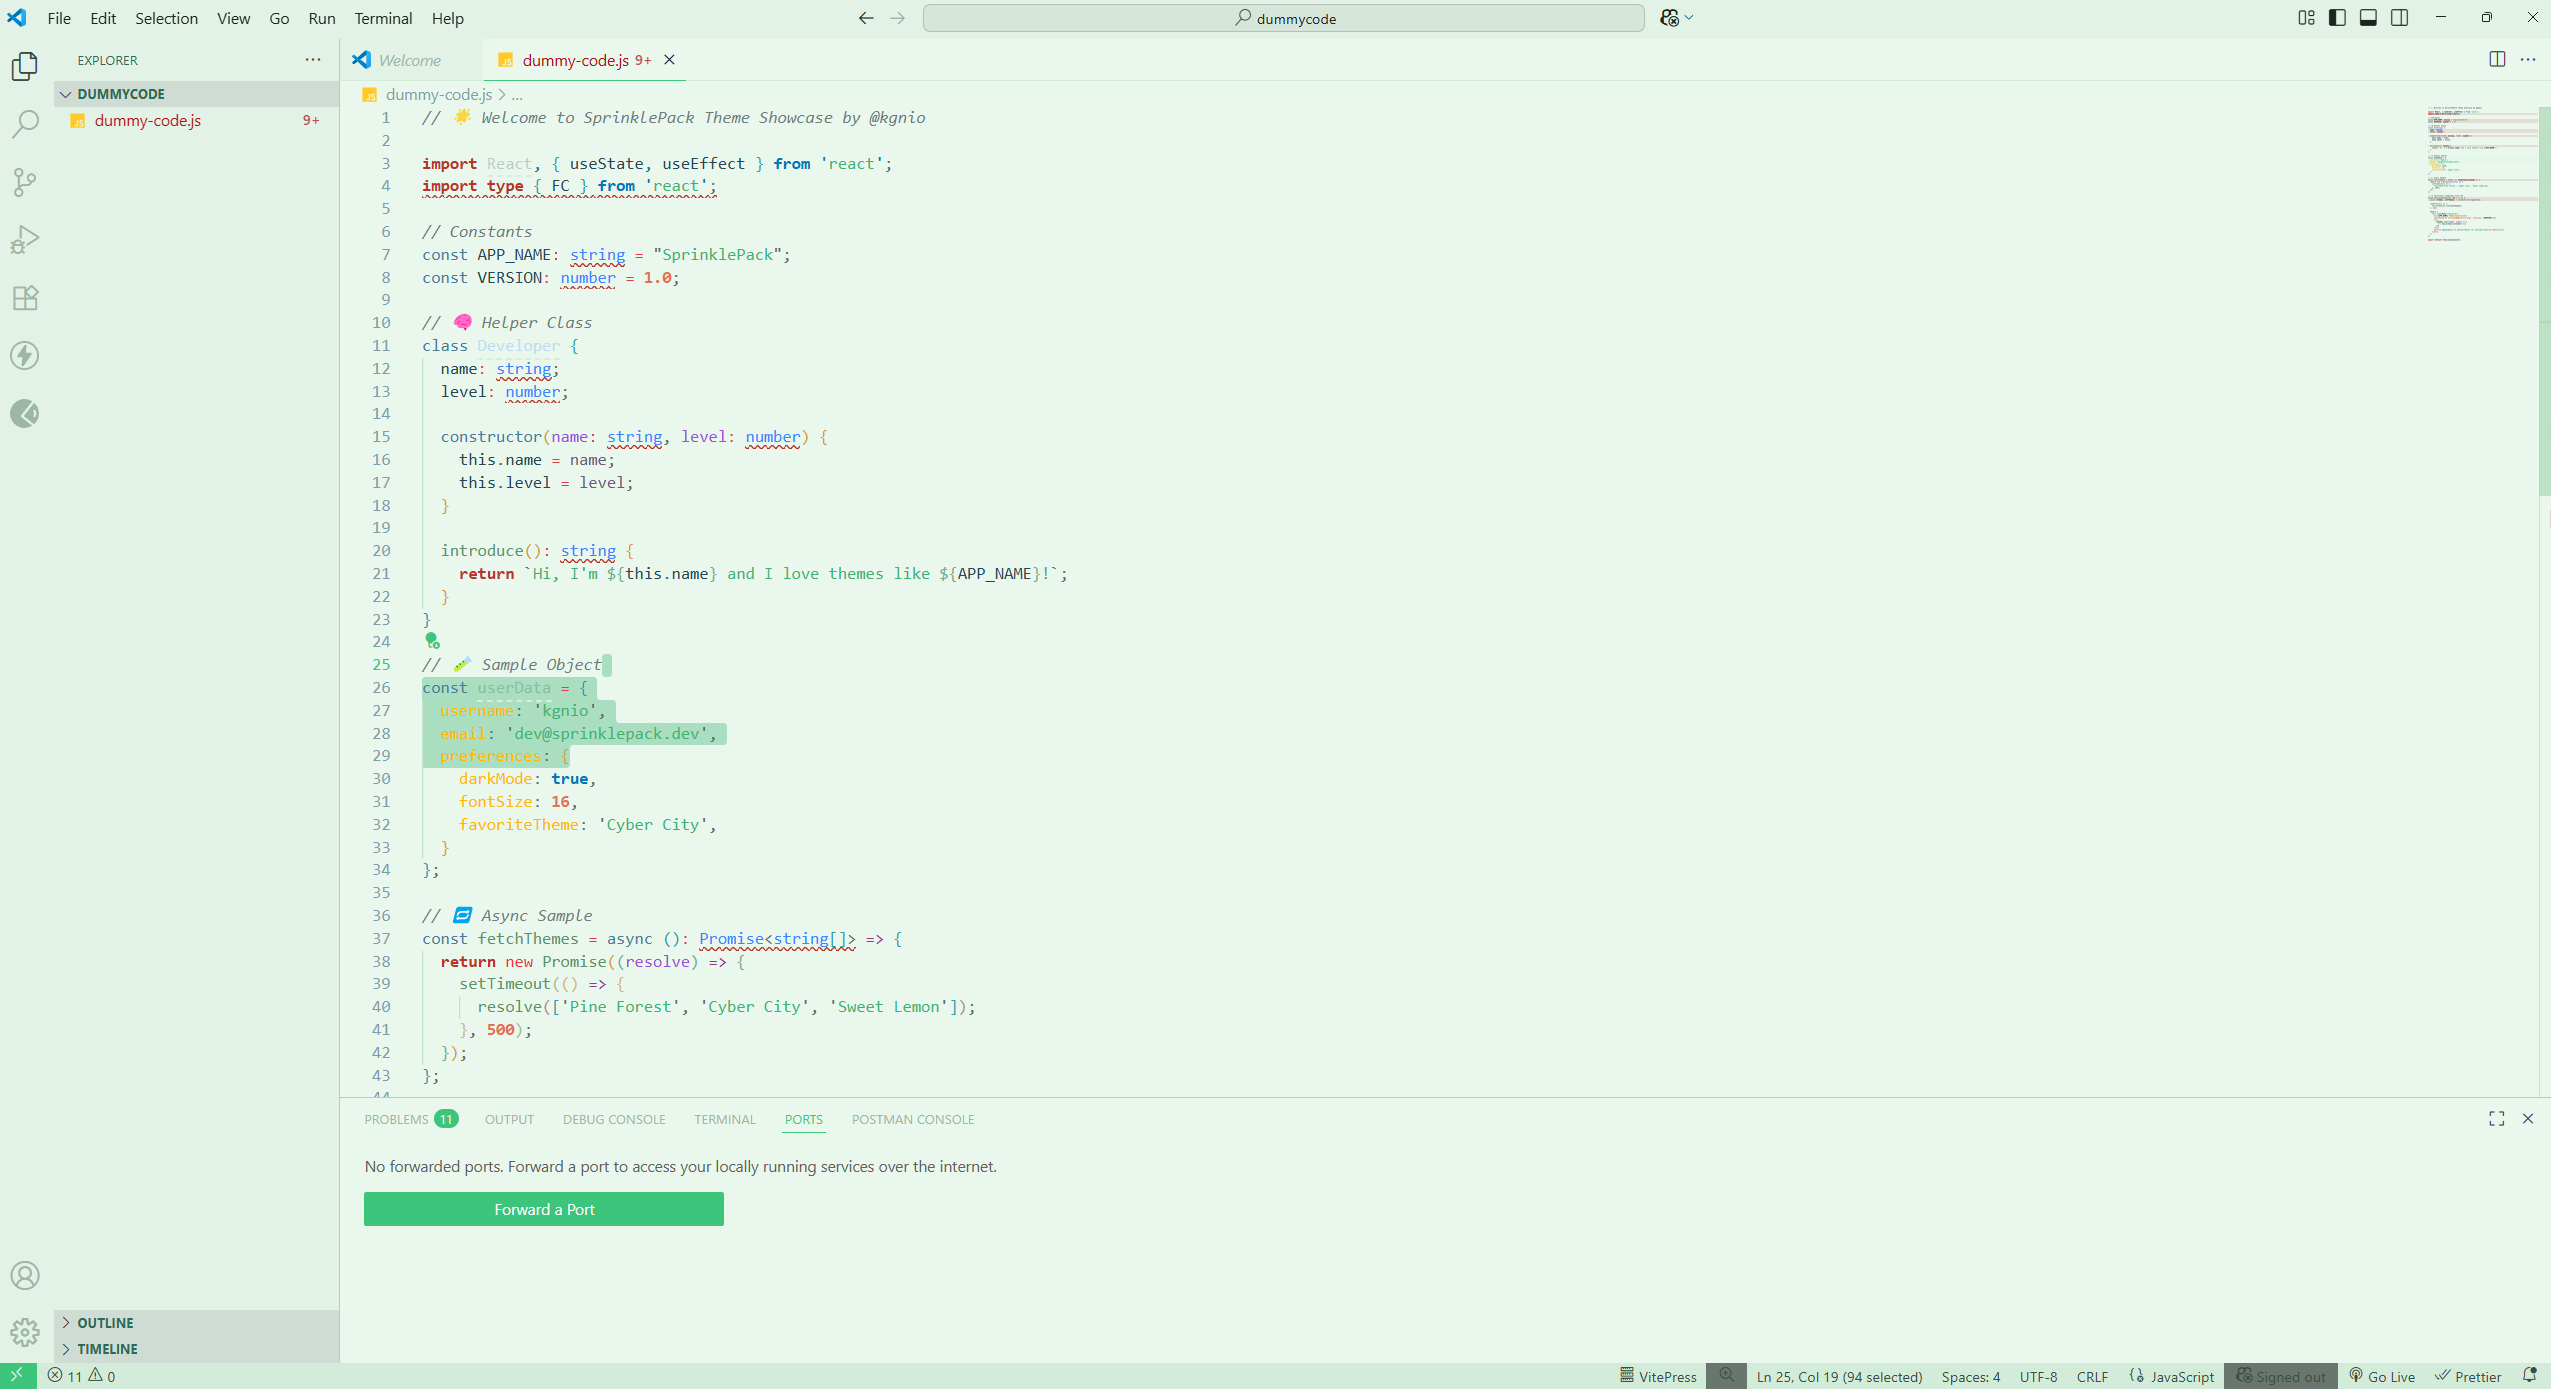 File Edit Selection View Go Run Terminal Help
dummycode
EXPLORER
DUMMYCODE
dummy-code.js 9+
Welcome
dummy-code.js 9+
dummy-code.js > ...
1 // 🌟 Welcome to SprinklePack Theme Showcase by @kgnio
2
3 import React, { useState, useEffect } from 'react';
4 import type { FC } from 'react';
5
6 // Constants
7 const APP_NAME: string = "SprinklePack";
8 const VERSION: number = 1.0;
9
10 // 🧠 Helper Class
11 class Developer {
12 name: string;
13 level: number;
14
15 constructor(name: string, level: number) {
16 this.name = name;
17 this.level = level;
18 }
19
20 introduce(): string {
21 return `Hi, I'm ${this.name} and I love themes like ${APP_NAME}!`;
22 }
23 }
24
25 // 🧪 Sample Object
26 const userData = {
27 username: 'kgnio',
28 email: 'dev@sprinklepack.dev',
29 preferences: {
30 darkMode: true,
31 fontSize: 16,
32 favoriteTheme: 'Cyber City',
33 }
34 };
35
36 // 🔁 Async Sample
37 const fetchThemes = async (): Promise<string[]> => {
38 return new Promise((resolve) => {
39 setTimeout(() => {
40 resolve(['Pine Forest', 'Cyber City', 'Sweet Lemon']);
41 }, 500);
42 });
43 };
44
PROBLEMS 11 OUTPUT DEBUG CONSOLE TERMINAL PORTS POSTMAN CONSOLE
No forwarded ports. Forward a port to access your locally running services over the internet.
Forward a Port
OUTLINE
TIMELINE
11 0 VitePress Ln 25, Col 19 (94 selected) Spaces: 4 UTF-8 CRLF JavaScript Signed out Go Live Prettier